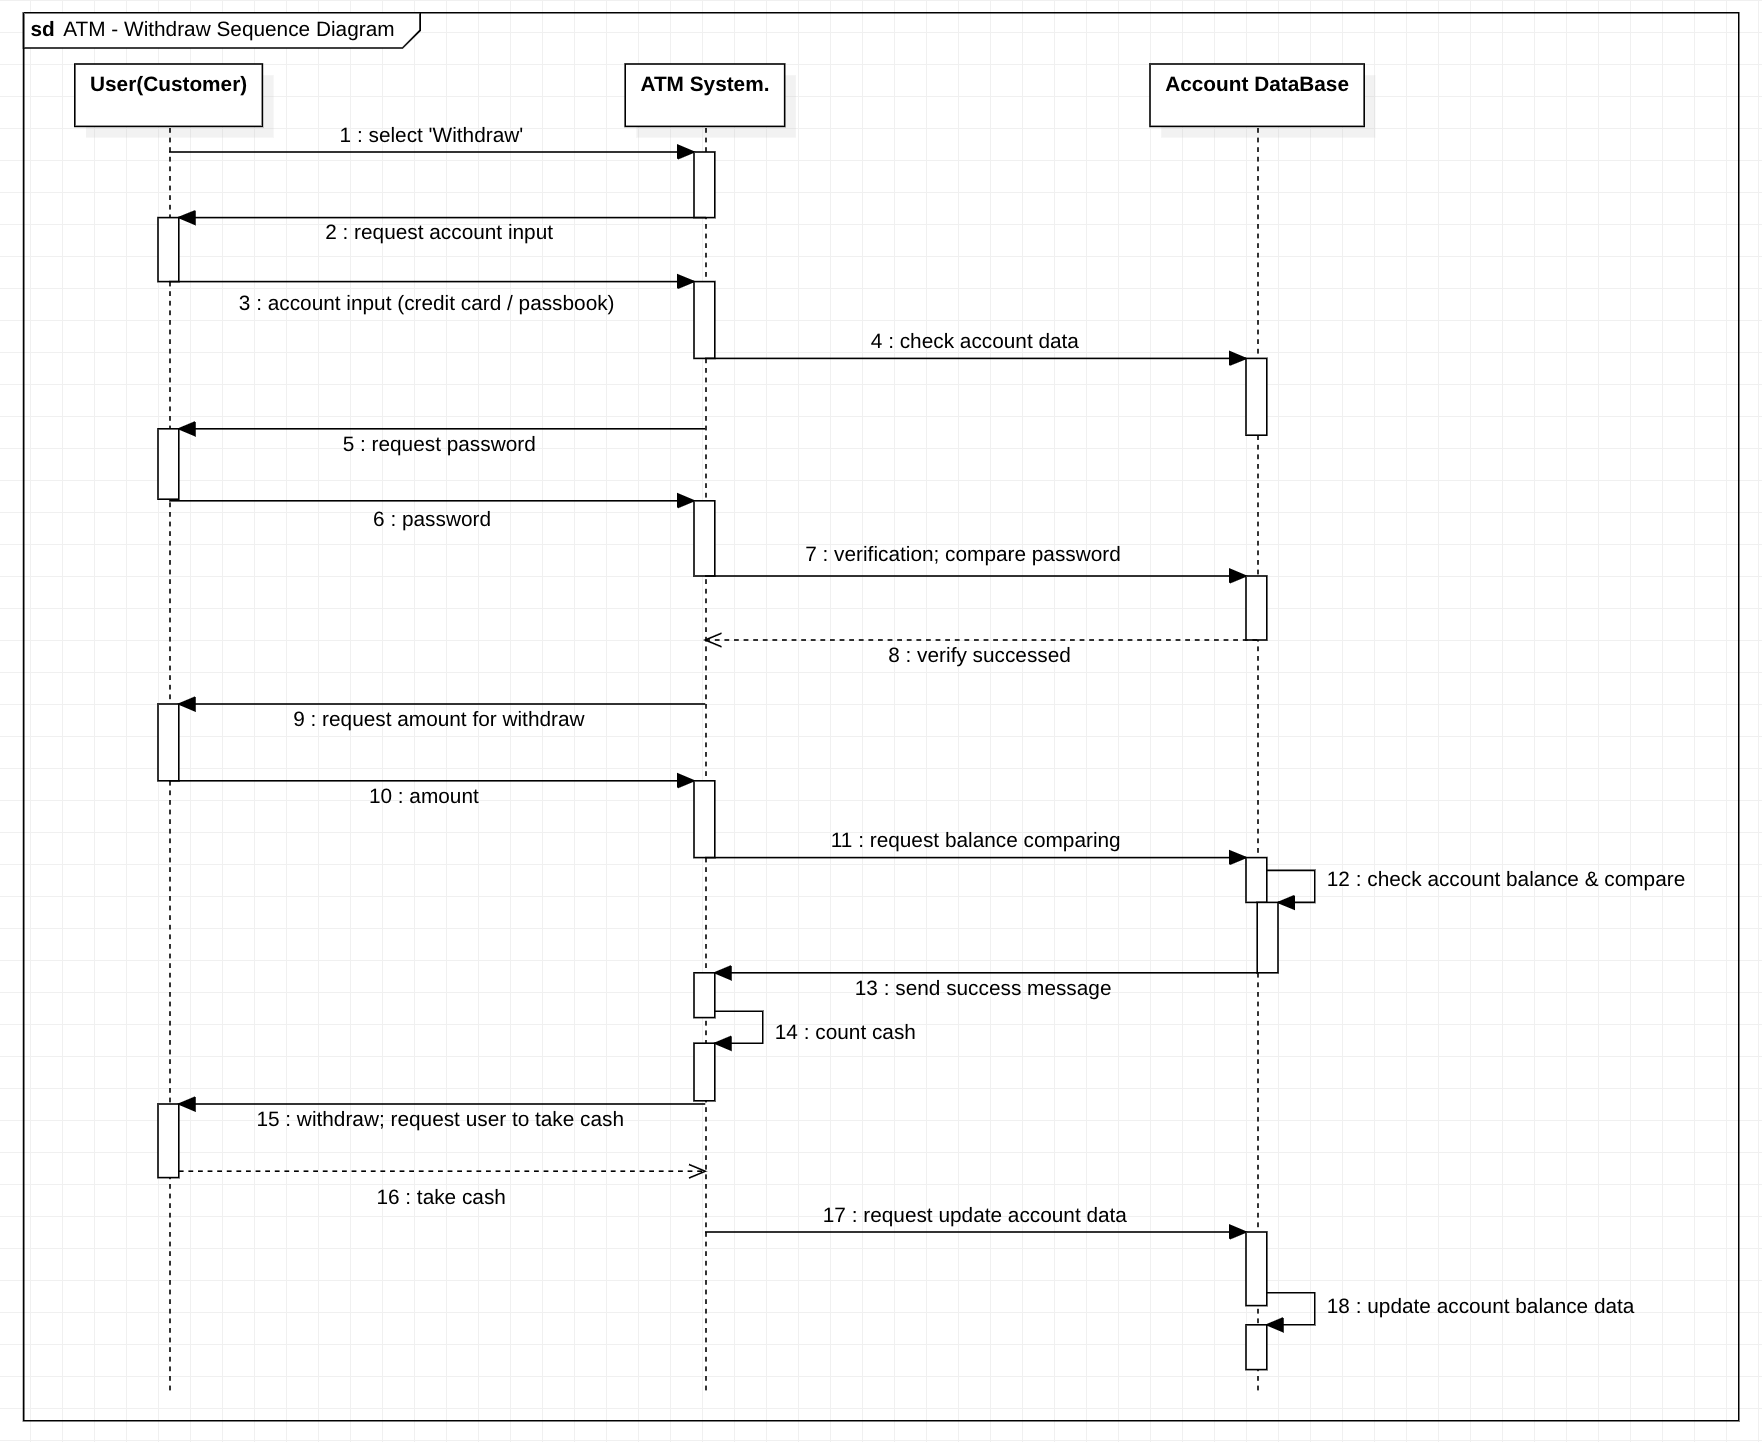 sd ATM - Withdraw Sequence Diagram
User(Customer)
ATM System.
Account DataBase
1 : select 'Withdraw'
2 : request account input
3 : account input (credit card / passbook)
4 : check account data
5 : request password
6 : password
7 : verification; compare password
8 : verify successed
9 : request amount for withdraw
10 : amount
11 : request balance comparing
12 : check account balance & compare
13 : send success message
14 : count cash
15 : withdraw; request user to take cash
16 : take cash
17 : request update account data
18 : update account balance data